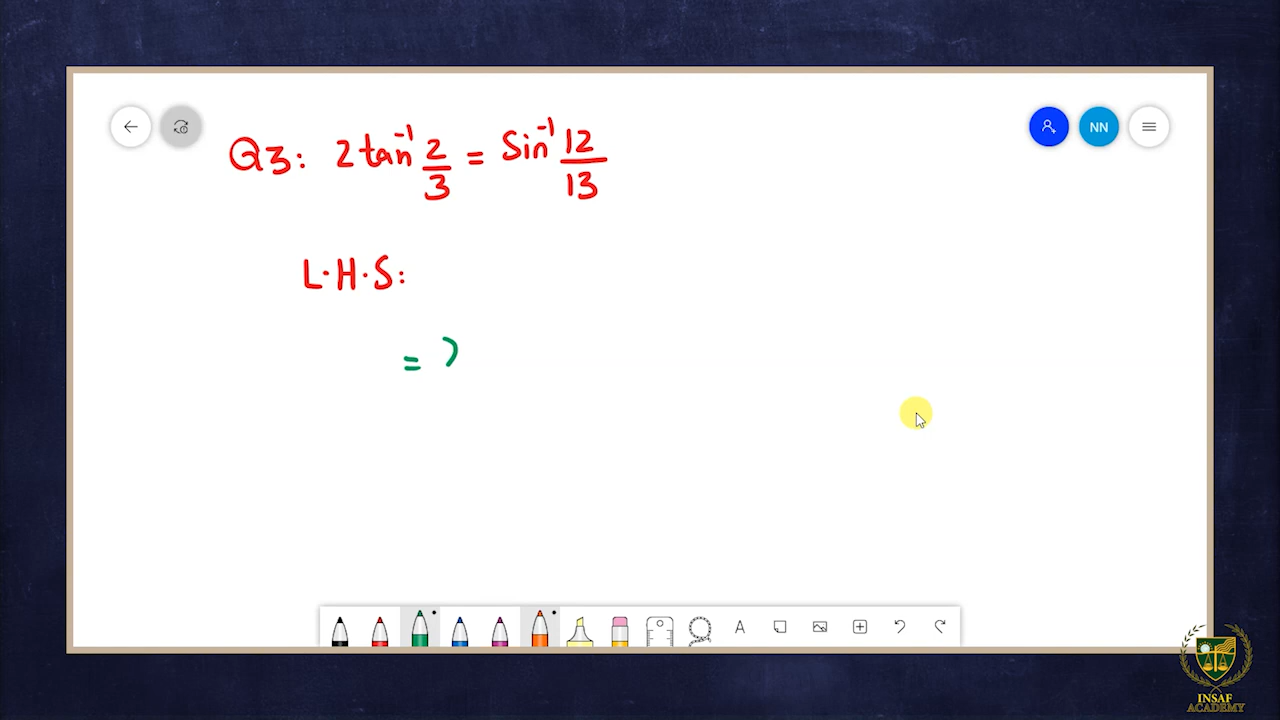 NN
Q3: 2 tan⁻¹ 2/3 = Sin⁻¹ 12/13
L.H.S:
=
A
INSAF
ACADEMY